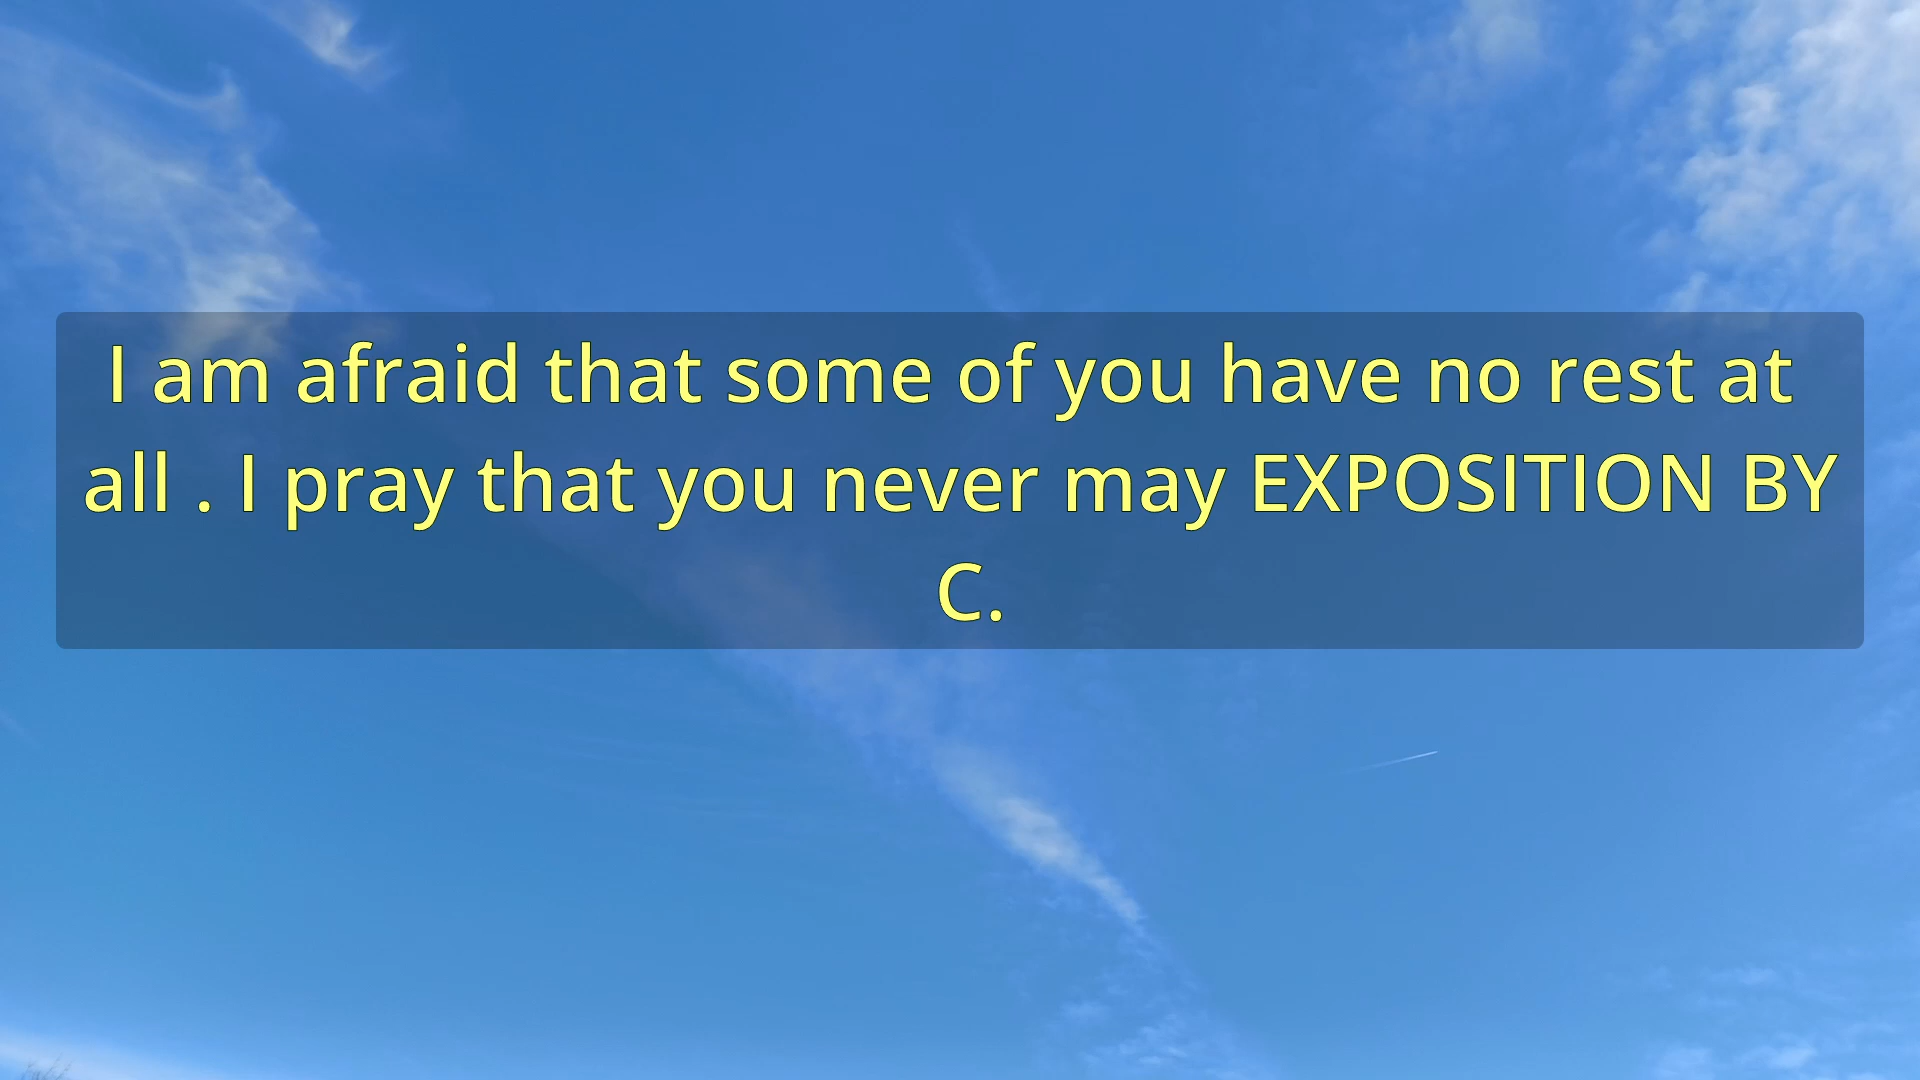 I am afraid that some of you have no rest at
all . I pray that you never may EXPOSITION BY
C.